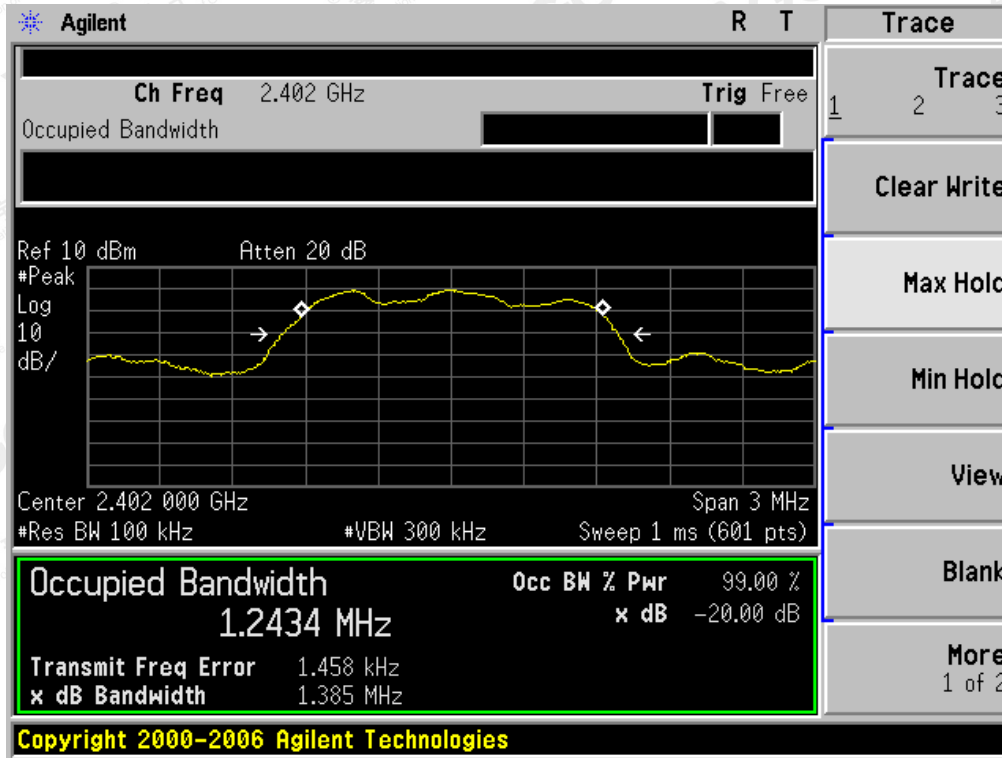 Agilent R T Trace
Ch Freq 2.402 GHz Trig Free
Occupied Bandwidth
Trace
1 2 3
Clear Write
Max Hold
Min Hold
View
Blank
More
1 of 2
Ref 10 dBm Atten 20 dB
#Peak
Log
10
dB/
Center 2.402 000 GHz Span 3 MHz
#Res BW 100 kHz #VBW 300 kHz Sweep 1 ms (601 pts)
Occupied Bandwidth Occ BW % Pwr 99.00 %
1.2434 MHz x dB -20.00 dB
Transmit Freq Error 1.458 kHz
x dB Bandwidth 1.385 MHz
Copyright 2000-2006 Agilent Technologies